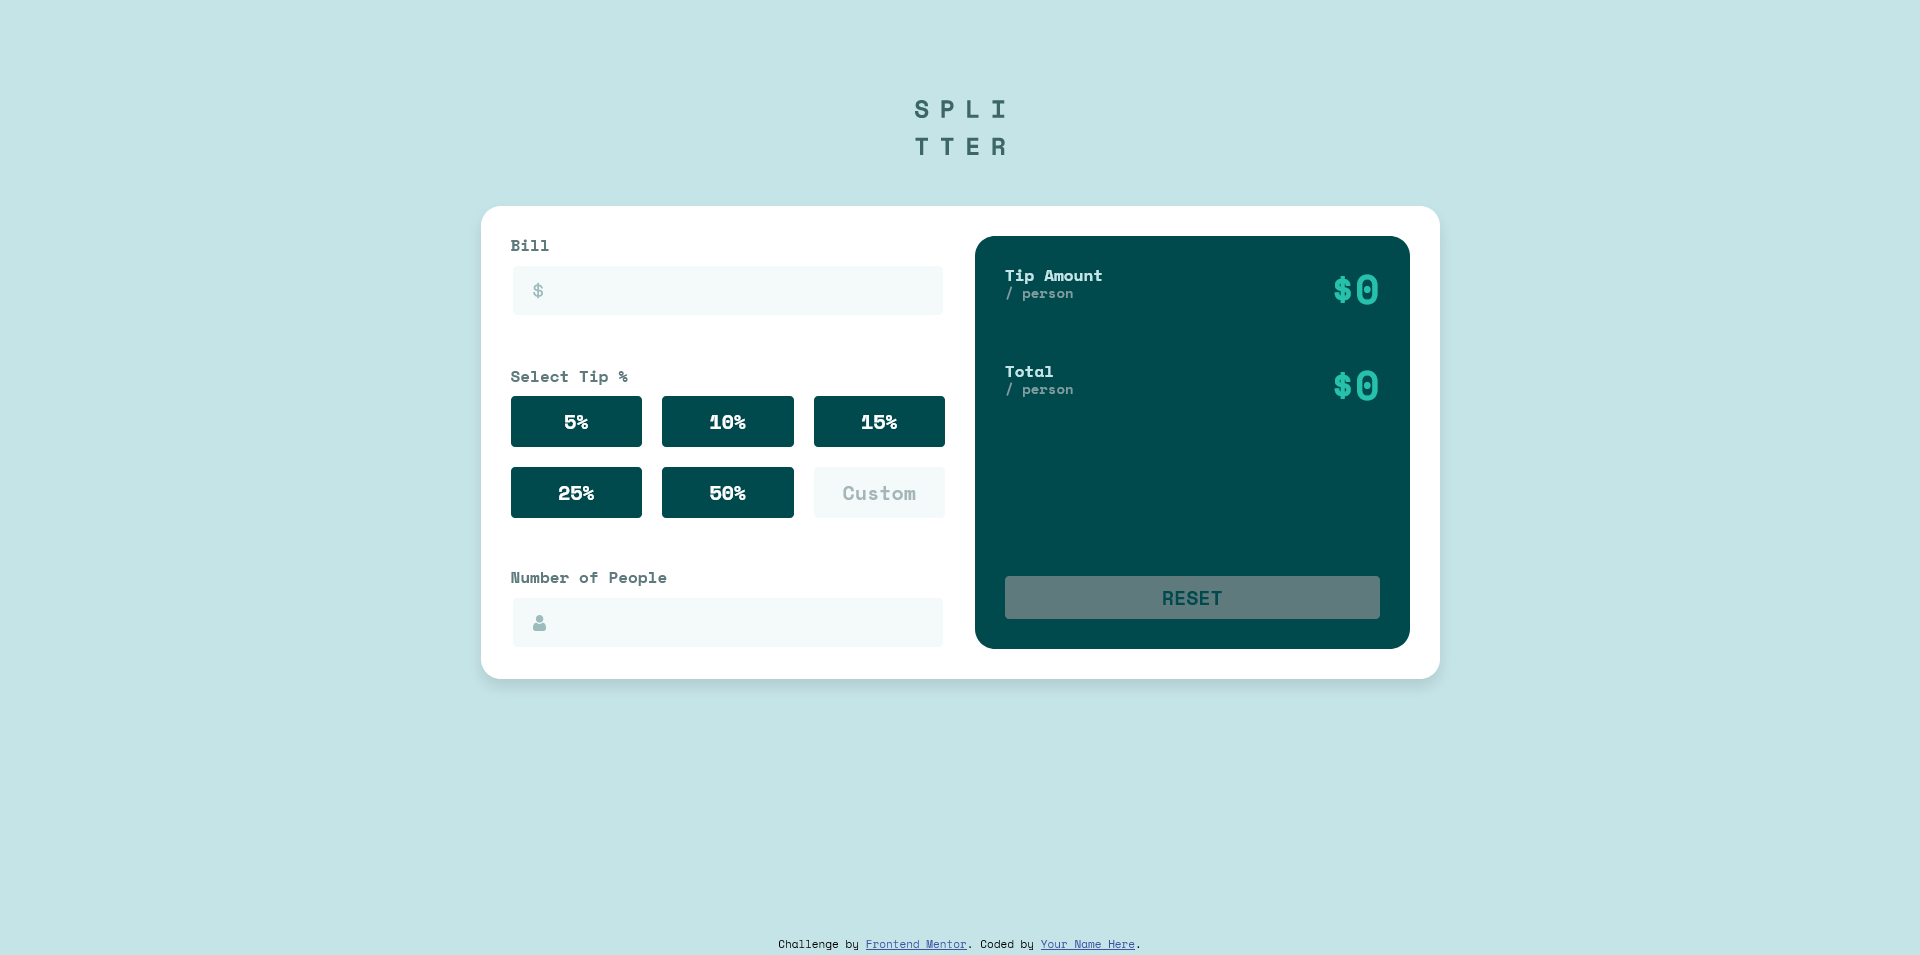 S P L I
T T E R
Bill
$
Select Tip %
5%
10%
15%
25%
50%
Custom
Number of People
Tip Amount
/ person
$0
Total
/ person
$0
RESET
Challenge by Frontend Mentor. Coded by Your Name Here.